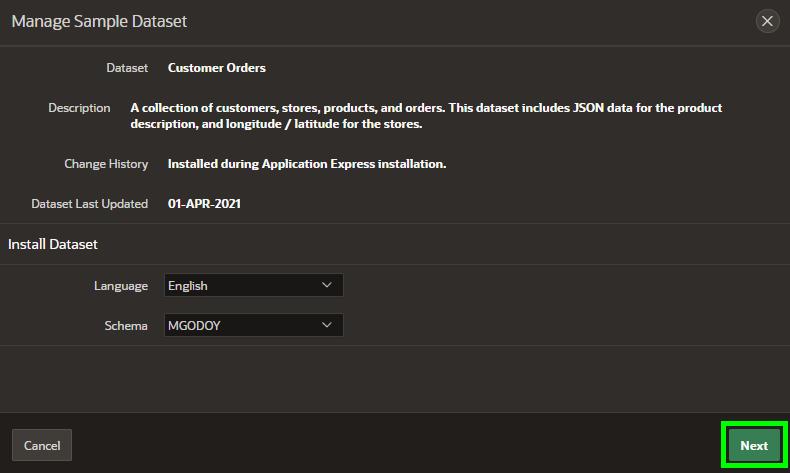 Manage Sample Dataset
Dataset Customer Orders
Description A collection of customers, stores, products, and orders. This dataset includes JSON data for the product
description, and longitude / latitude for the stores.
Change History Installed during Application Express installation.
Dataset Last Updated 01-APR-2021
Install Dataset
Language English
Schema MGODOY
Cancel Next